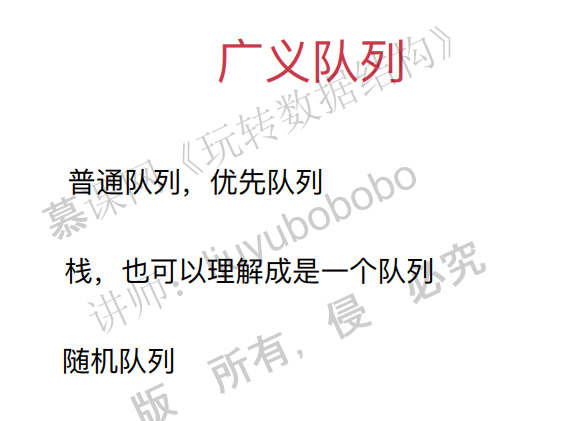 广义队列
慕课网《玩转数据结构》
普通队列，优先队列
讲师：liuyubobobo
栈，也可以理解成是一个队列
随机队列
版 所有，侵 必究